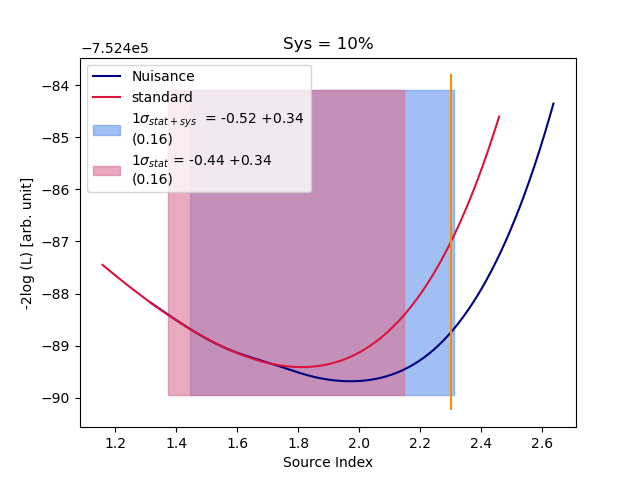 Sys = 10%
−7.524e5
Nuisance
standard
1σstat+sys = -0.52 +0.34
(0.16)
1σstat = -0.44 +0.34
(0.16)
-2log (L) [arb. unit]
−84
−85
−86
−87
−88
−89
−90
1.2 1.4 1.6 1.8 2.0 2.2 2.4 2.6
Source Index